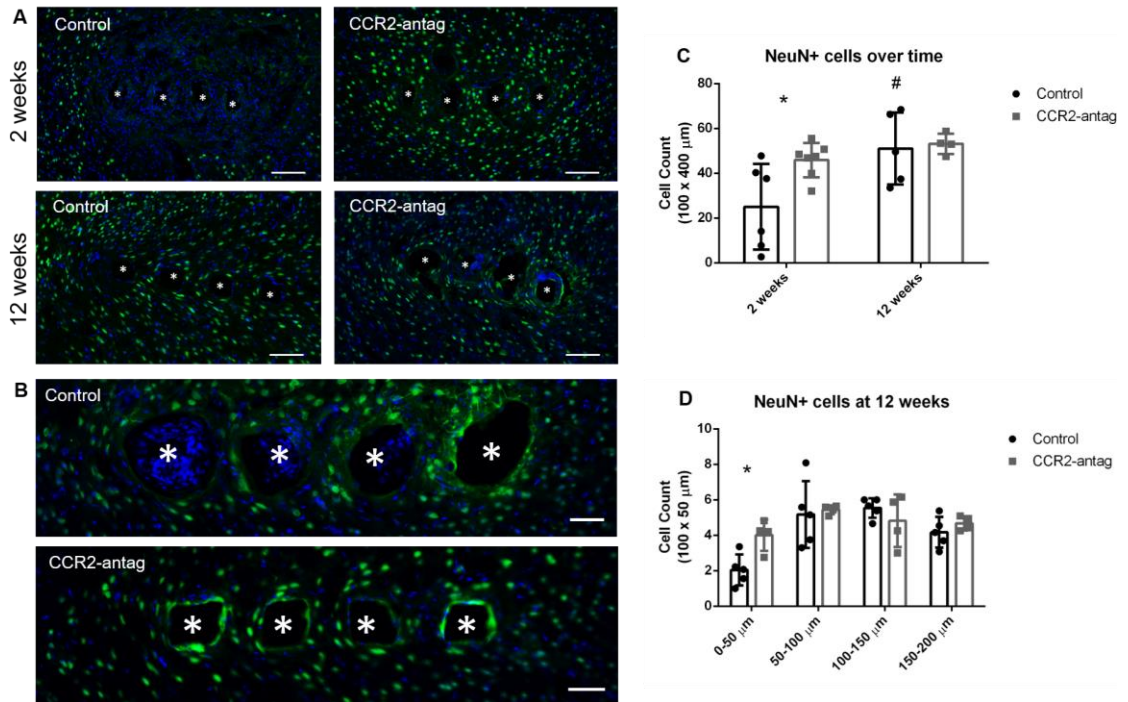 A
Control
CCR2-antag
2 weeks
* * * *
* * * *
Control
CCR2-antag
12 weeks
* * * *
* * * *
B
Control
* * * *
CCR2-antag
* * * *
C
NeuN+ cells over time
Cell Count
(100 x 400 μm)
80
60
40
20
0
*
#
2 weeks
12 weeks
Control
CCR2-antag
D
NeuN+ cells at 12 weeks
Cell Count
(100 x 50 μm)
10
8
6
4
2
0
*
0-50 μm
50-100 μm
100-150 μm
150-200 μm
Control
CCR2-antag